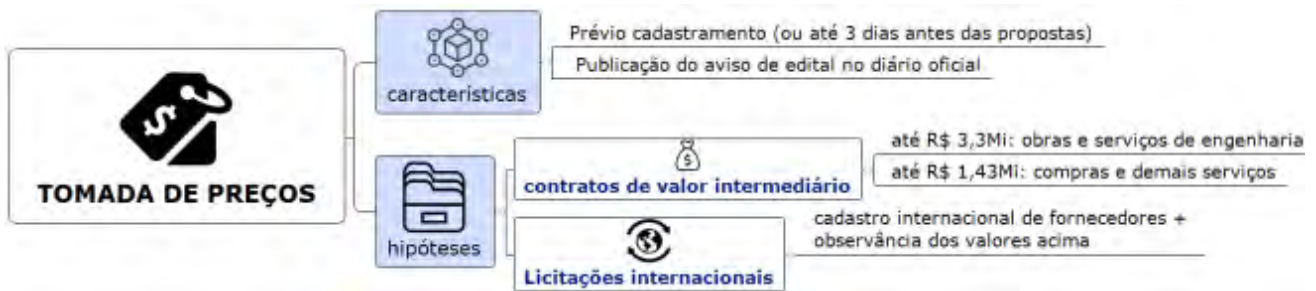 TOMADA DE PREÇOS
características
Prévio cadastramento (ou até 3 dias antes das propostas)
Publicação do aviso de edital no diário oficial
hipóteses
contratos de valor intermediário
até R$ 3,3Mi: obras e serviços de engenharia
até R$ 1,43Mi: compras e demais serviços
Licitações internacionais
cadastro internacional de fornecedores +
observância dos valores acima